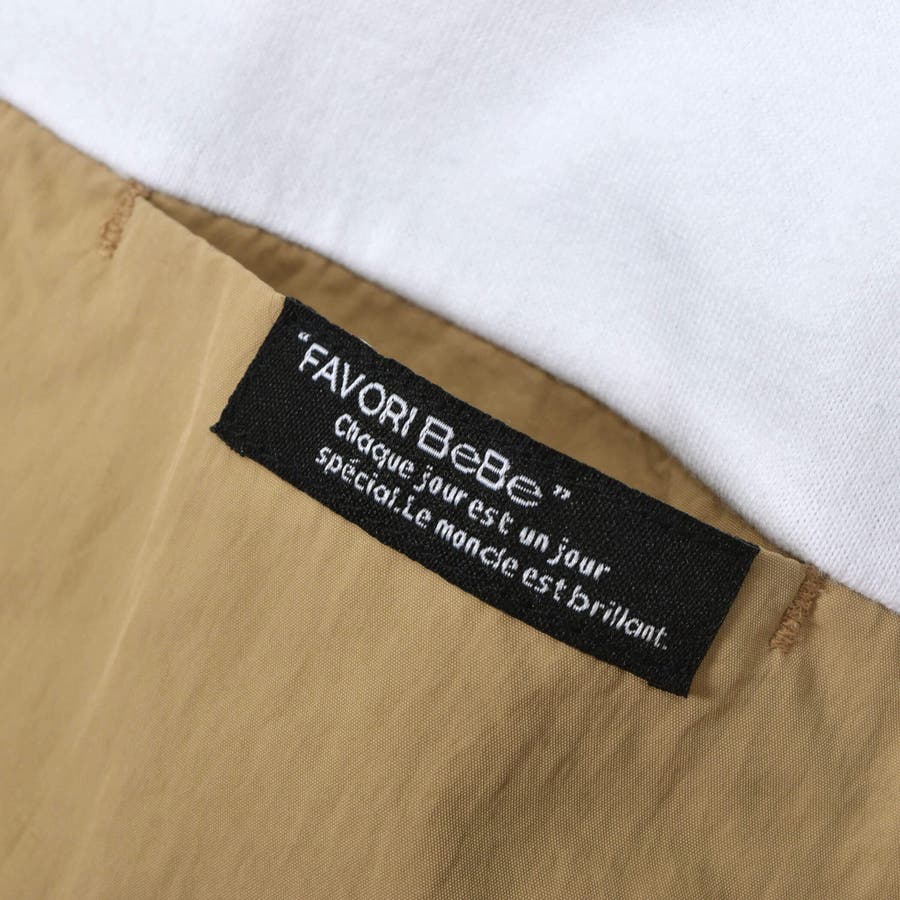 “FAVORI BeBe”
Chaque jour est un jour
spécial.Le monde est brillant.